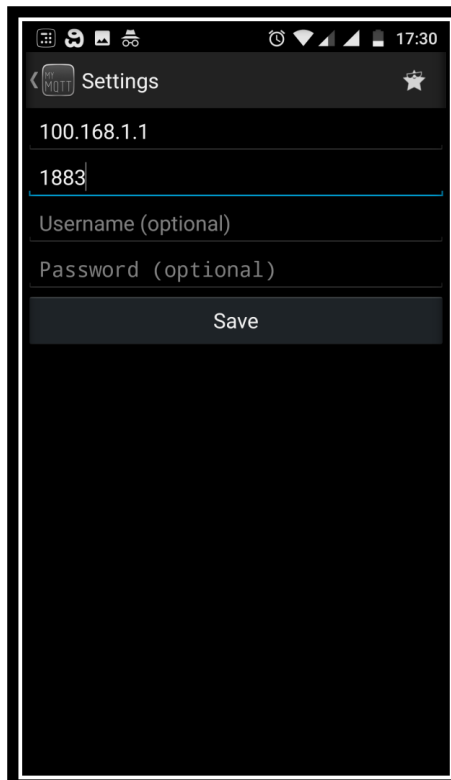 17:30
MY
MQTT
Settings
100.168.1.1
1883
Username (optional)
Password (optional)
Save